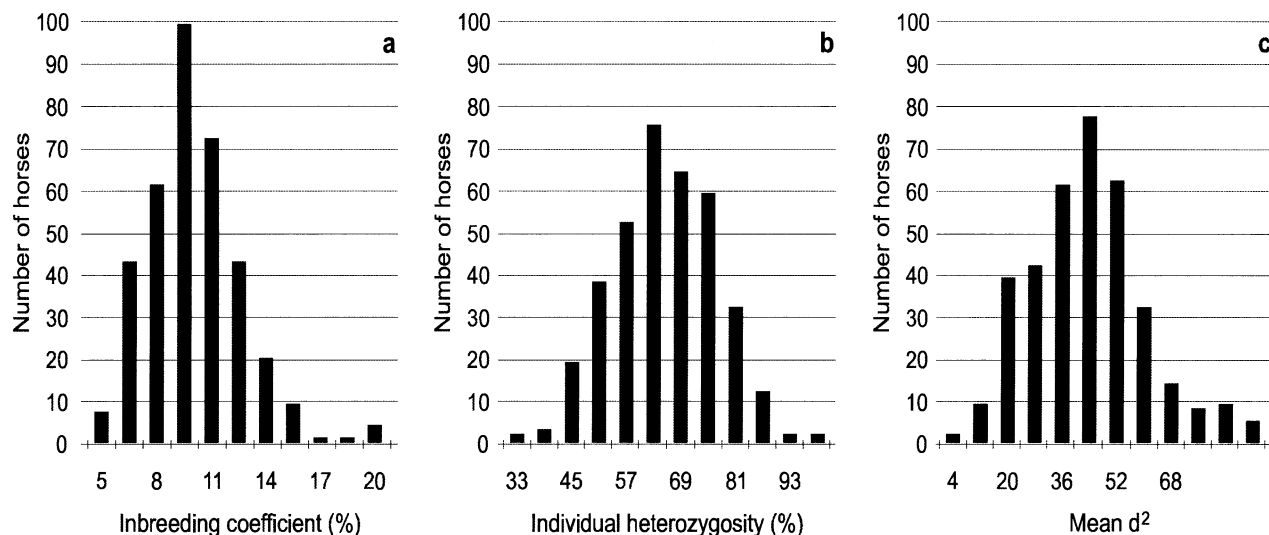 a
Number of horses
100
90
80
70
60
50
40
30
20
10
0
5 8 11 14 17 20
Inbreeding coefficient (%)
b
Number of horses
100
90
80
70
60
50
40
30
20
10
0
33 45 57 69 81 93
Individual heterozygosity (%)
c
Number of horses
100
90
80
70
60
50
40
30
20
10
0
4 20 36 52 68
Mean d²